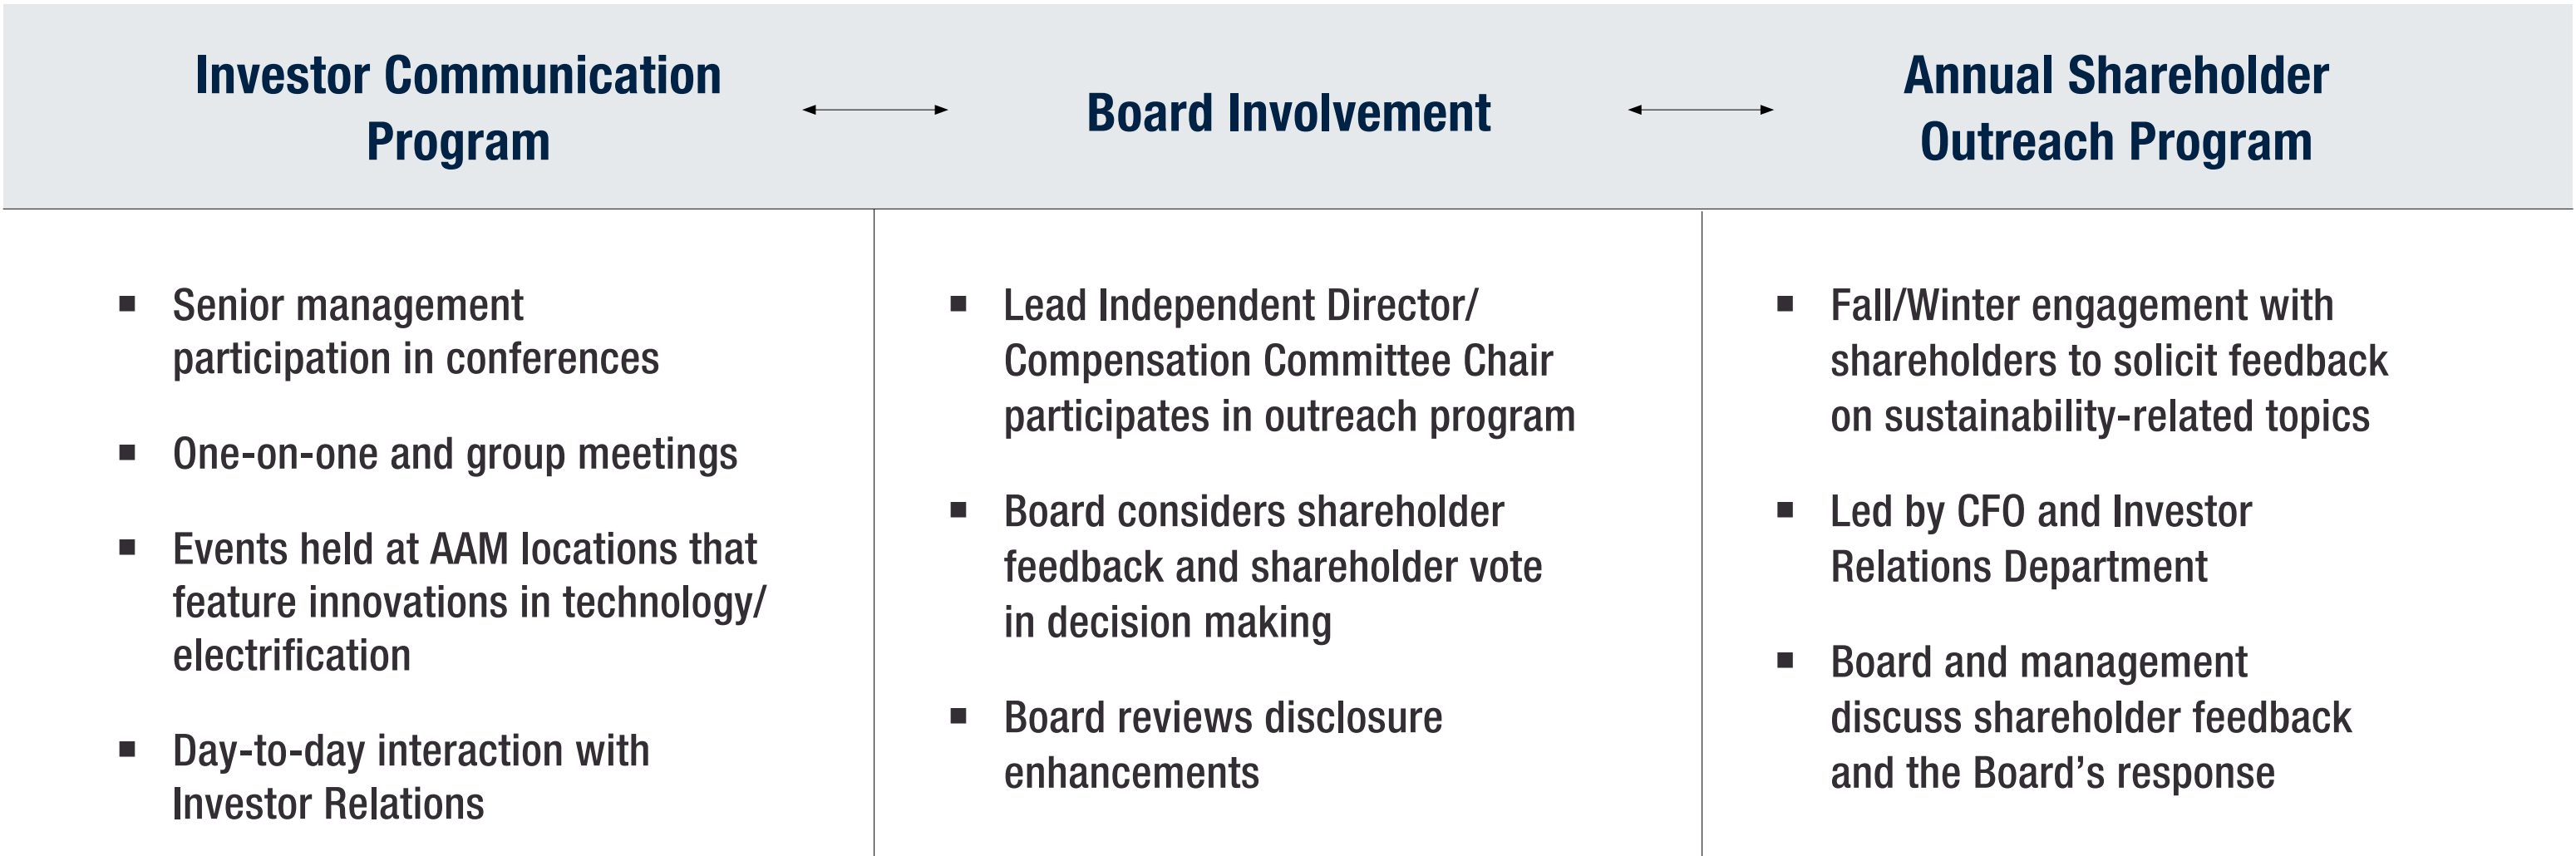 Investor Communication
Program
Board Involvement
Annual Shareholder
Outreach Program
▪ Senior management
participation in conferences
▪ One-on-one and group meetings
▪ Events held at AAM locations that
feature innovations in technology/
electrification
▪ Day-to-day interaction with
Investor Relations
▪ Lead Independent Director/
Compensation Committee Chair
participates in outreach program
▪ Board considers shareholder
feedback and shareholder vote
in decision making
▪ Board reviews disclosure
enhancements
▪ Fall/Winter engagement with
shareholders to solicit feedback
on sustainability-related topics
▪ Led by CFO and Investor
Relations Department
▪ Board and management
discuss shareholder feedback
and the Board’s response